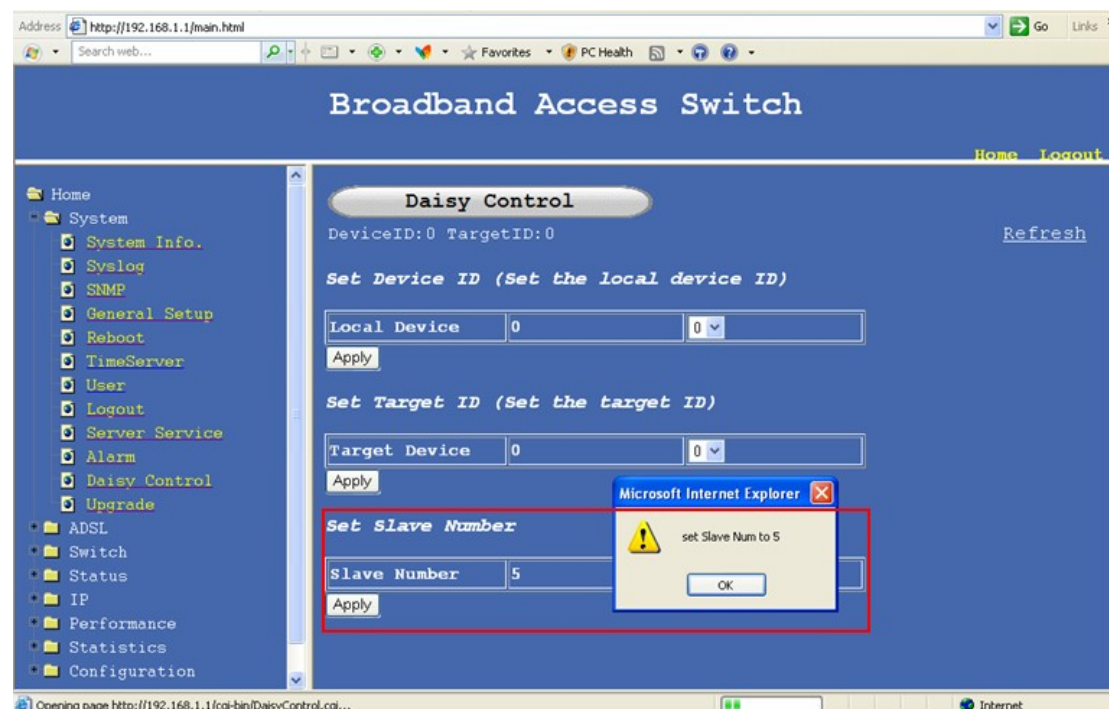 Address http://192.168.1.1/main.html Go Links
Search web... Favorites PC Health
Broadband Access Switch
Home Logout
Home
System
System Info.
Syslog
SNMP
General Setup
Reboot
TimeServer
User
Logout
Server Service
Alarm
Daisy Control
Upgrade
ADSL
Switch
Status
IP
Performance
Statistics
Configuration
Daisy Control
DeviceID:0 TargetID:0
Refresh
Set Device ID (Set the local device ID)
Local Device 0 0
Apply
Set Target ID (Set the target ID)
Target Device 0 0
Apply
Set Slave Number
Slave Number 5
Apply
Microsoft Internet Explorer
set Slave Num to 5
OK
Opening page http://192.168.1.1/cgi-bin/DaisyControl.cgi... Internet